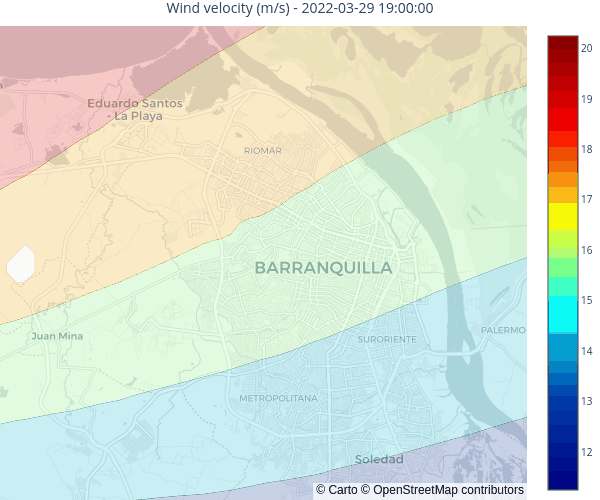 Wind velocity (m/s) - 2022-03-29 19:00:00
20
19
18
17
16
15
14
13
12
Eduardo Santos
- La Playa
RIOMAR
BARRANQUILLA
Juan Mina
SURORIENTE
PALERMO
METROPOLITANA
Soledad
© Carto © OpenStreetMap contributors